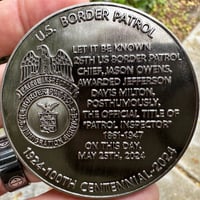 U.S. BORDER PATROL
LET IT BE KNOWN
25TH US BORDER PATROL
CHIEF, JASON OWENS,
AWARDED JEFFERSON
DAVIS MILTON,
POSTHUMOUSLY,
THE OFFICIAL TITLE OF
"PATROL INSPECTOR"
1861-1947
ON THIS DAY,
MAY 25TH, 2024
1924-100TH CENTENNIAL-2024